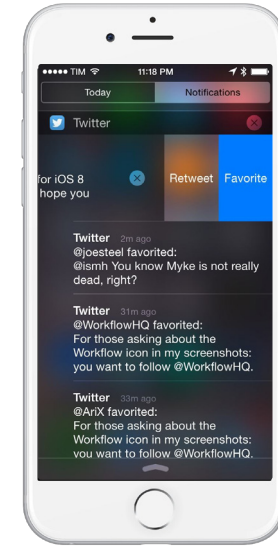 TIM 11:18 PM
Today Notifications
Twitter
for iOS 8
hope you
Retweet Favorite
Twitter 2m ago
@joesteel favorited:
@ismh You know Myke is not really
dead, right?
Twitter 31m ago
@WorkflowHQ favorited:
For those asking about the
Workflow icon in my screenshots:
you want to follow @WorkflowHQ.
Twitter 33m ago
@AriX favorited:
For those asking about the
Workflow icon in my screenshots:
you want to follow @WorkflowHQ.